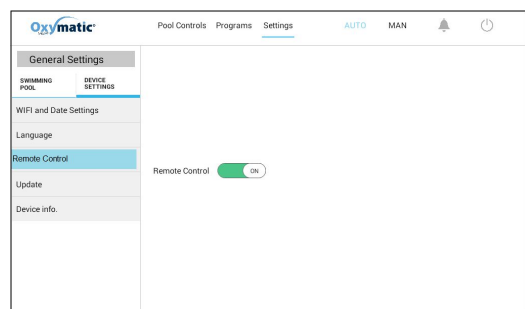 Oxymatic
Pool Controls Programs Settings AUTO MAN
General Settings
SWIMMING POOL
DEVICE SETTINGS
WIFI and Date Settings
Language
Remote Control
Update
Device info.
Remote Control ON